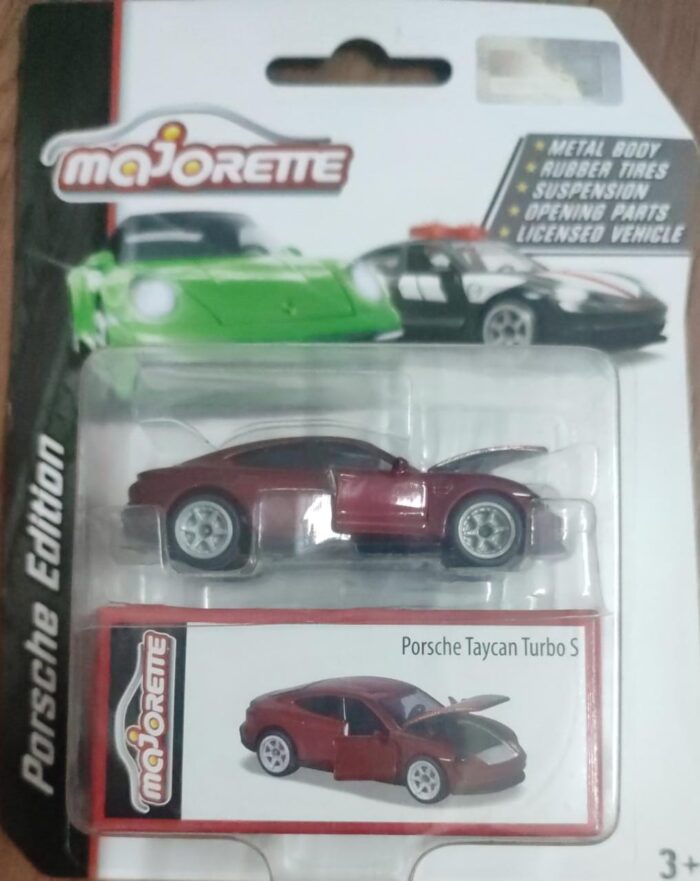 MAJORETTE
METAL BODY
RUBBER TIRES
SUSPENSION
OPENING PARTS
LICENSED VEHICLE
Porsche Edition
Porsche Taycan Turbo S
MAJORETTE
3+